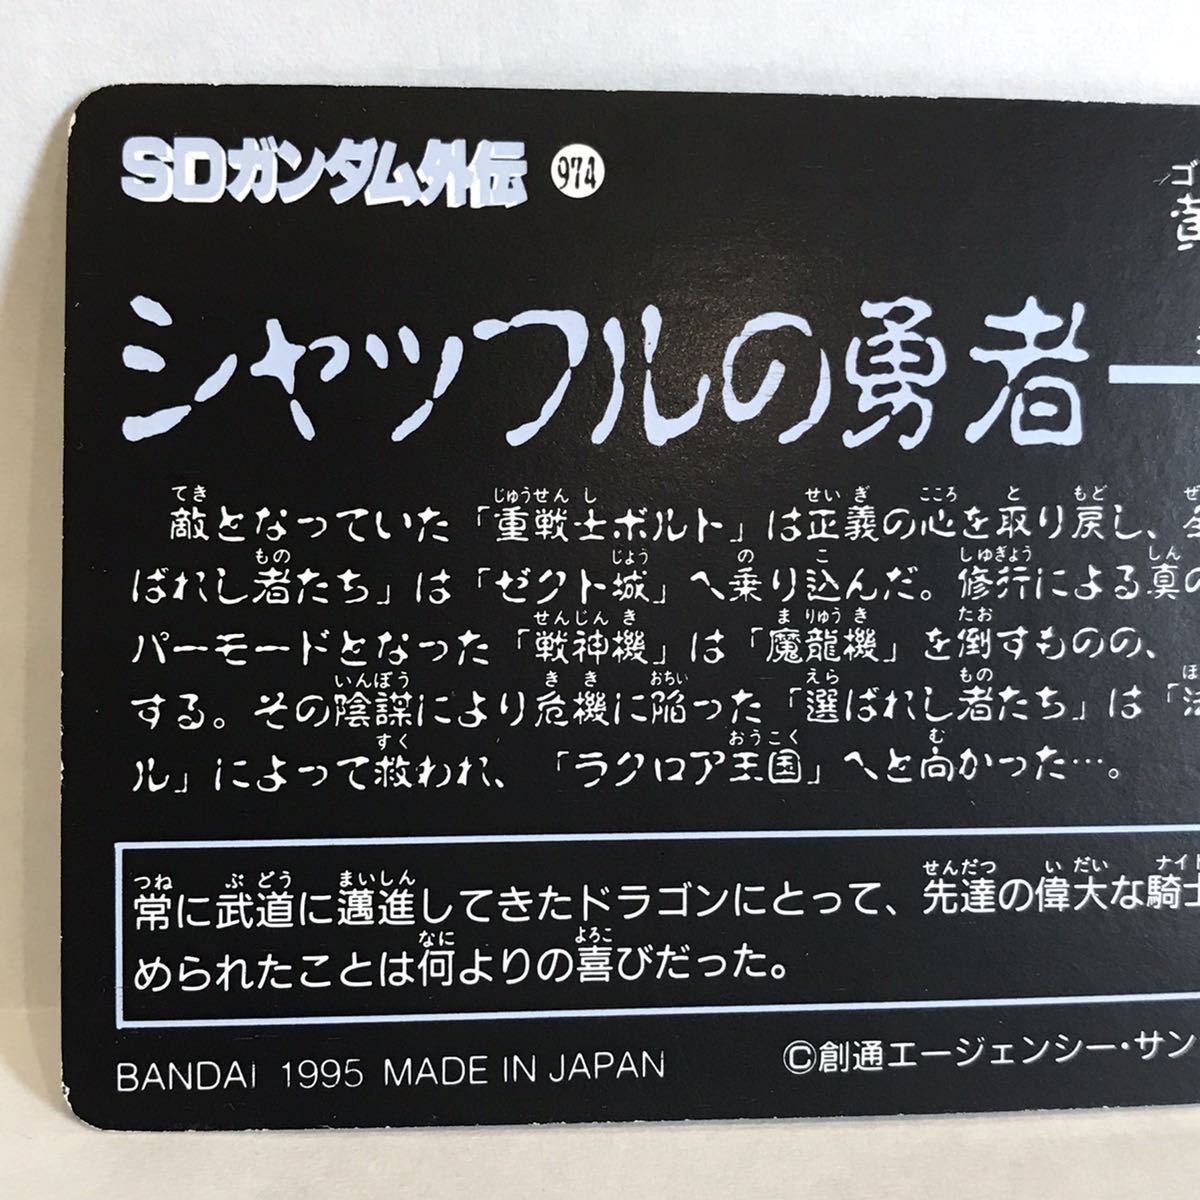 SDガンダム外伝 974
シャッフルの勇者
敵となっていた「重戦士ボルト」は正義の心を取り戻し、
ばれし者たち」は「ゼクト城」へ乗り込んだ。修行による真の
パーモードとなった「戦神機」は「魔龍機」を倒すものの、
する。その陰謀により危機に陥った「選ばれし者たち」は「
ル」によって救われ、「ラクロア王国」へと向かった…。
常に武道に邁進してきたドラゴンにとって、先達の偉大な騎士
められたことは何よりの喜びだった。
BANDAI 1995 MADE IN JAPAN
©創通エージェンシー・サン